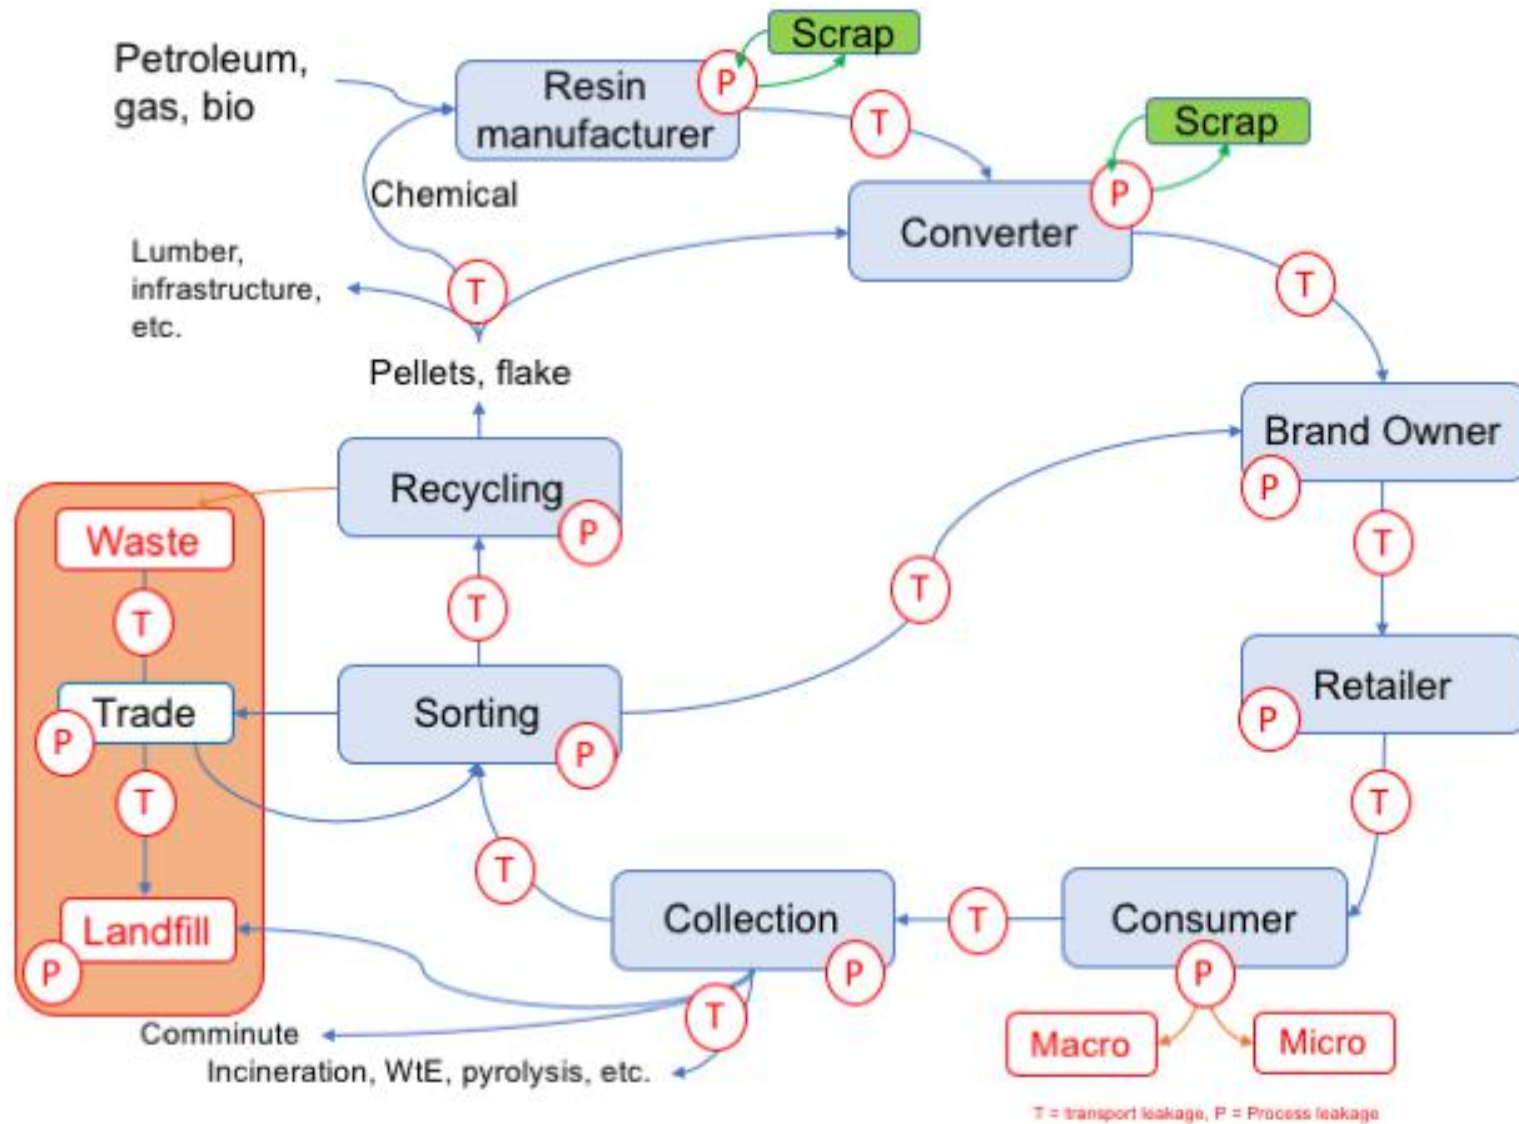 Scrap
Petroleum,
gas, bio
Resin
manufacturer
P
T
Scrap
P
Chemical
Converter
Lumber,
infrastructure,
etc.
T
T
Pellets, flake
Brand Owner
P
Recycling
P
T
Waste
T
T
T
Retailer
P
Trade
P
Sorting
P
T
T
T
Collection
P
T
Consumer
P
Landfill
P
T
Comminute
Incineration, WtE, pyrolysis, etc.
Macro
Micro
T = transport leakage, P = Process leakage